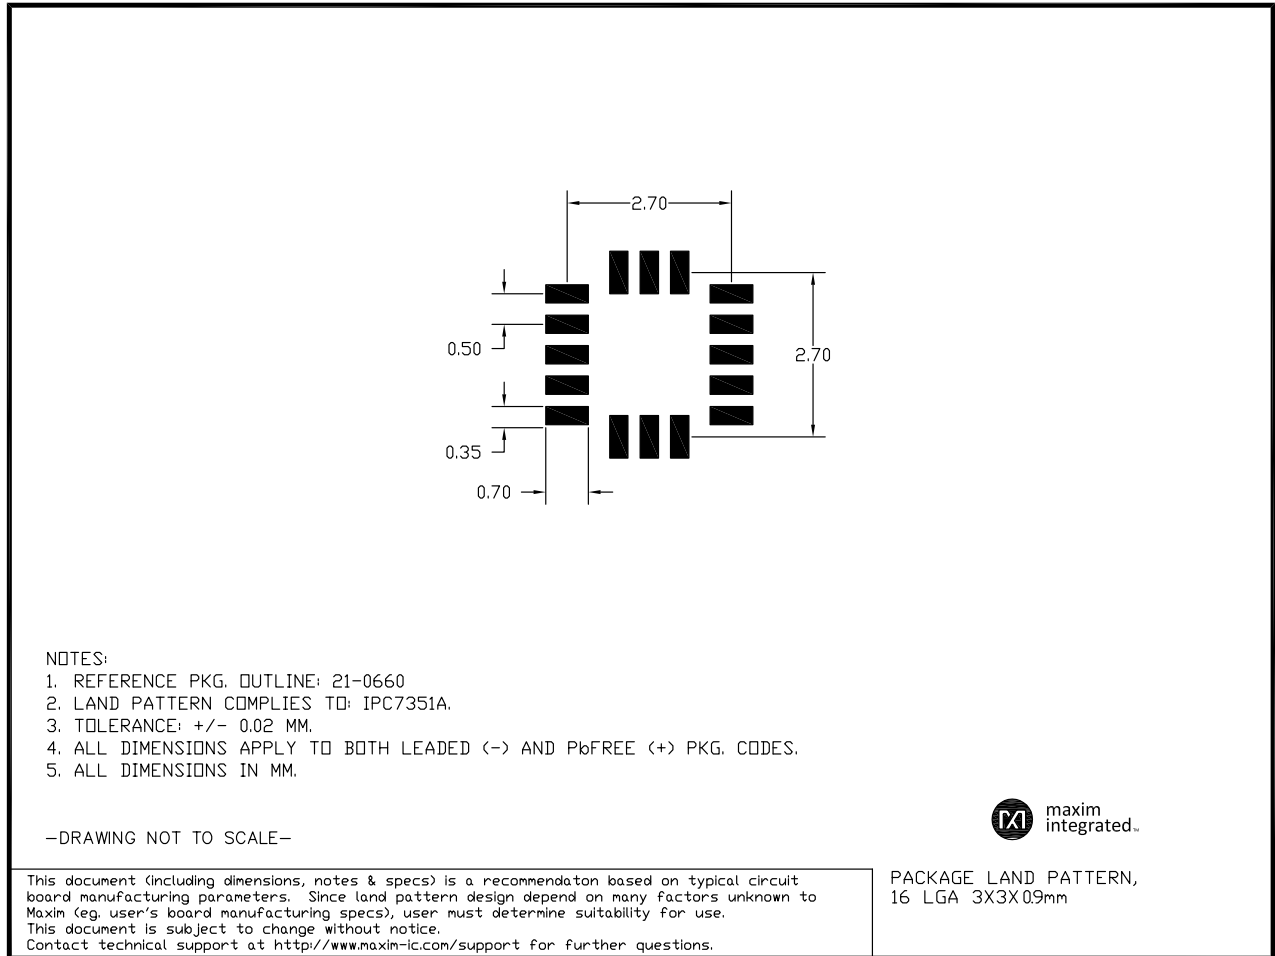 2.70
0.50
2.70
0.35
0.70
NOTES:
1. REFERENCE PKG. OUTLINE: 21-0660
2. LAND PATTERN COMPLIES TO: IPC7351A.
3. TOLERANCE: +/- 0.02 MM.
4. ALL DIMENSIONS APPLY TO BOTH LEADED (-) AND PbFREE (+) PKG. CODES.
5. ALL DIMENSIONS IN MM.
maxim
integrated™
-DRAWING NOT TO SCALE-
This document (including dimensions, notes & specs) is a recommendaton based on typical circuit
board manufacturing parameters. Since land pattern design depend on many factors unknown to
Maxim (eg. user's board manufacturing specs), user must determine suitability for use.
This document is subject to change without notice.
Contact technical support at http://www.maxim-ic.com/support for further questions.
PACKAGE LAND PATTERN,
16 LGA 3X3X0.9mm